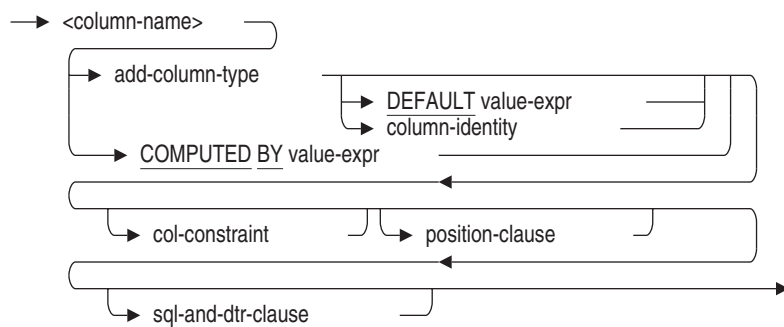 <column-name>
add-column-type
DEFAULT value-expr
column-identity
COMPUTED BY value-expr
col-constraint
position-clause
sql-and-dtr-clause